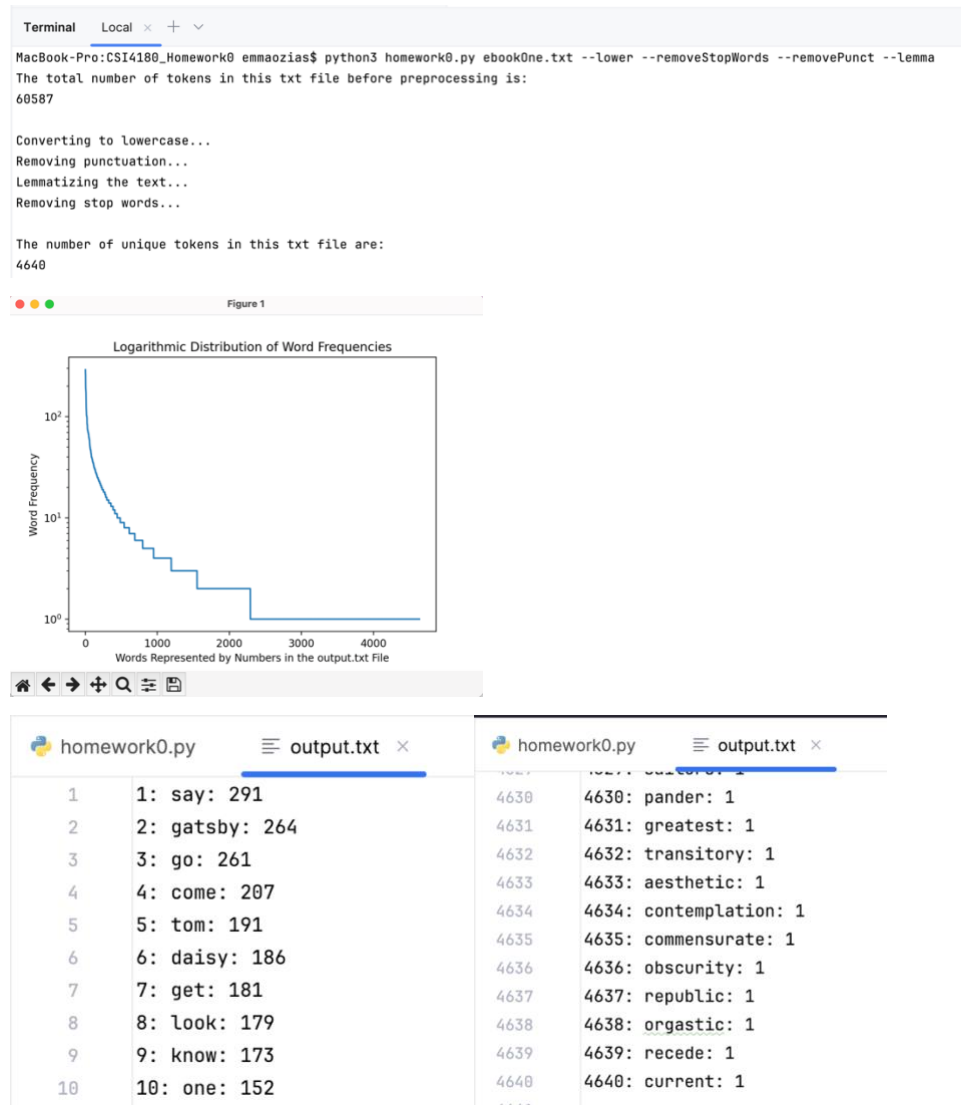 Terminal Local × + ∨
MacBook-Pro:CSI4180_Homework0 emmaozias$ python3 homework0.py ebookOne.txt --lower --removeStopWords --removePunct --lemma
The total number of tokens in this txt file before preprocessing is:
60587
Converting to lowercase...
Removing punctuation...
Lemmatizing the text...
Removing stop words...
The number of unique tokens in this txt file are:
4640
Figure 1
Logarithmic Distribution of Word Frequencies
Word Frequency
10²
10¹
10⁰
0 1000 2000 3000 4000
Words Represented by Numbers in the output.txt File
homework0.py output.txt ×
1 1: say: 291
2 2: gatsby: 264
3 3: go: 261
4 4: come: 207
5 5: tom: 191
6 6: daisy: 186
7 7: get: 181
8 8: look: 179
9 9: know: 173
10 10: one: 152
homework0.py output.txt ×
4630 4630: pander: 1
4631 4631: greatest: 1
4632 4632: transitory: 1
4633 4633: aesthetic: 1
4634 4634: contemplation: 1
4635 4635: commensurate: 1
4636 4636: obscurity: 1
4637 4637: republic: 1
4638 4638: orgastic: 1
4639 4639: recede: 1
4640 4640: current: 1